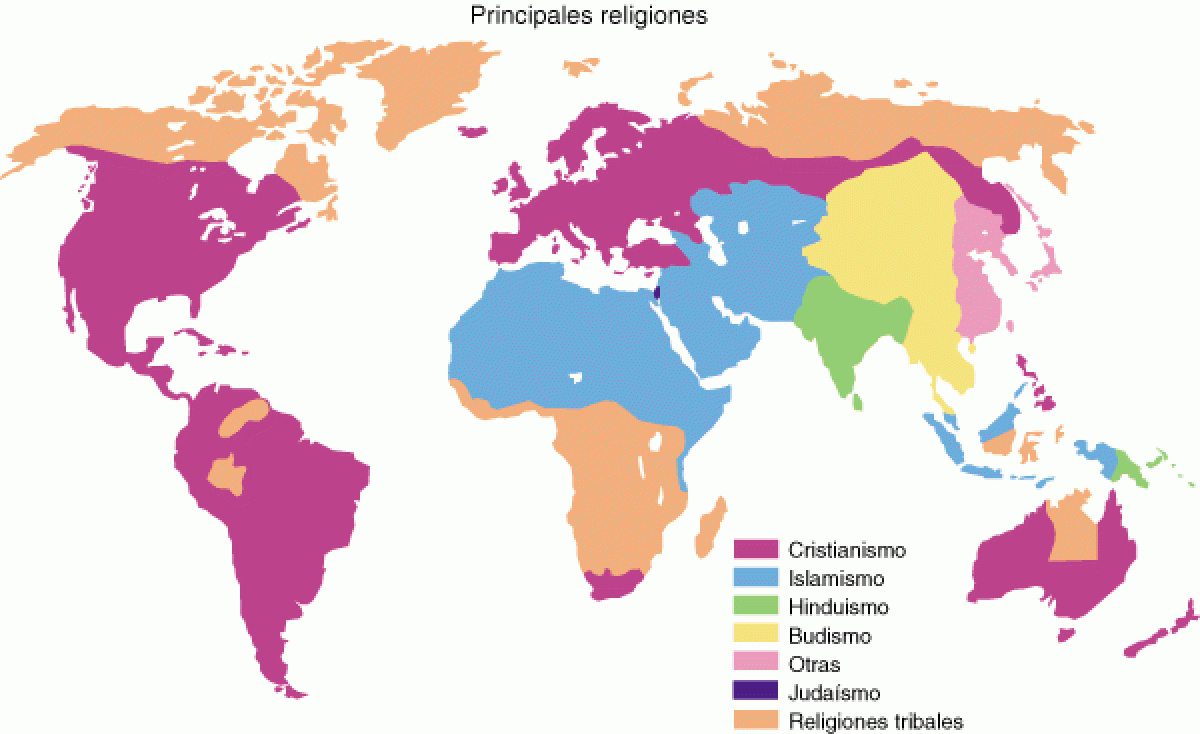 Principales religiones
Cristianismo
Islamismo
Hinduismo
Budismo
Otras
Judaísmo
Religiones tribales